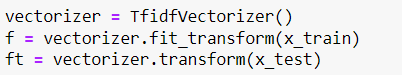 vectorizer = TfidfVectorizer()
f = vectorizer.fit_transform(x_train)
ft = vectorizer.transform(x_test)